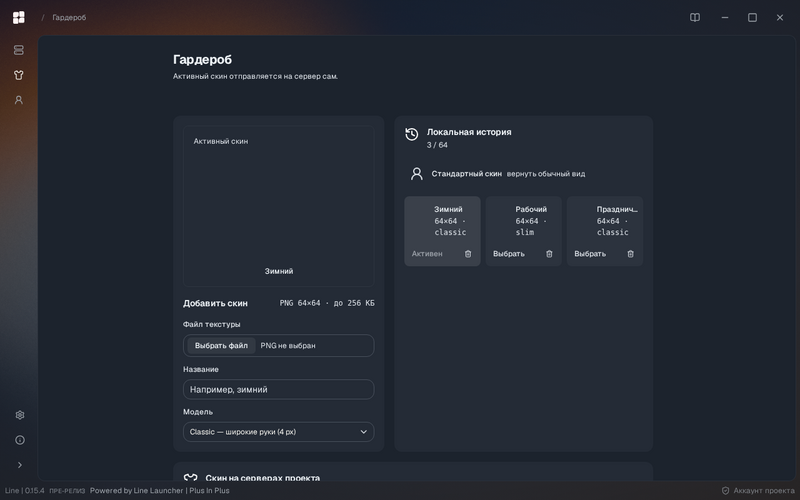 / Гардероб
Гардероб
Активный скин отправляется на сервер сам.
Активный скин
Зимний
Добавить скин PNG 64×64 · до 256 КБ
Файл текстуры
Выбрать файл PNG не выбран
Название
Например, зимний
Модель
Classic — широкие руки (4 px)
Локальная история
3 / 64
Стандартный скин вернуть обычный вид
Зимний
64×64 ·
classic
Активен
Рабочий
64×64 ·
slim
Выбрать
Празднич…
64×64 ·
classic
Выбрать
Скин на серверах проекта
Line | 0.15.4 ПРЕ-РЕЛИЗ Powered by Line Launcher | Plus In Plus
Аккаунт проекта